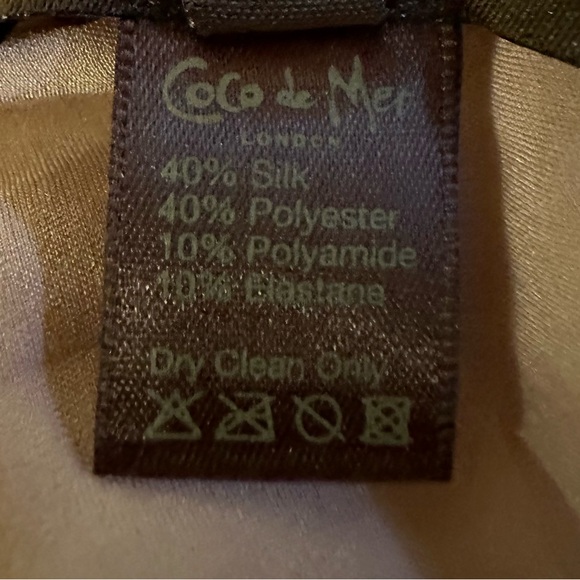 Coco de Mer
LONDON
40% Silk
40% Polyester
10% Polyamide
10% Elastane
Dry Clean Only